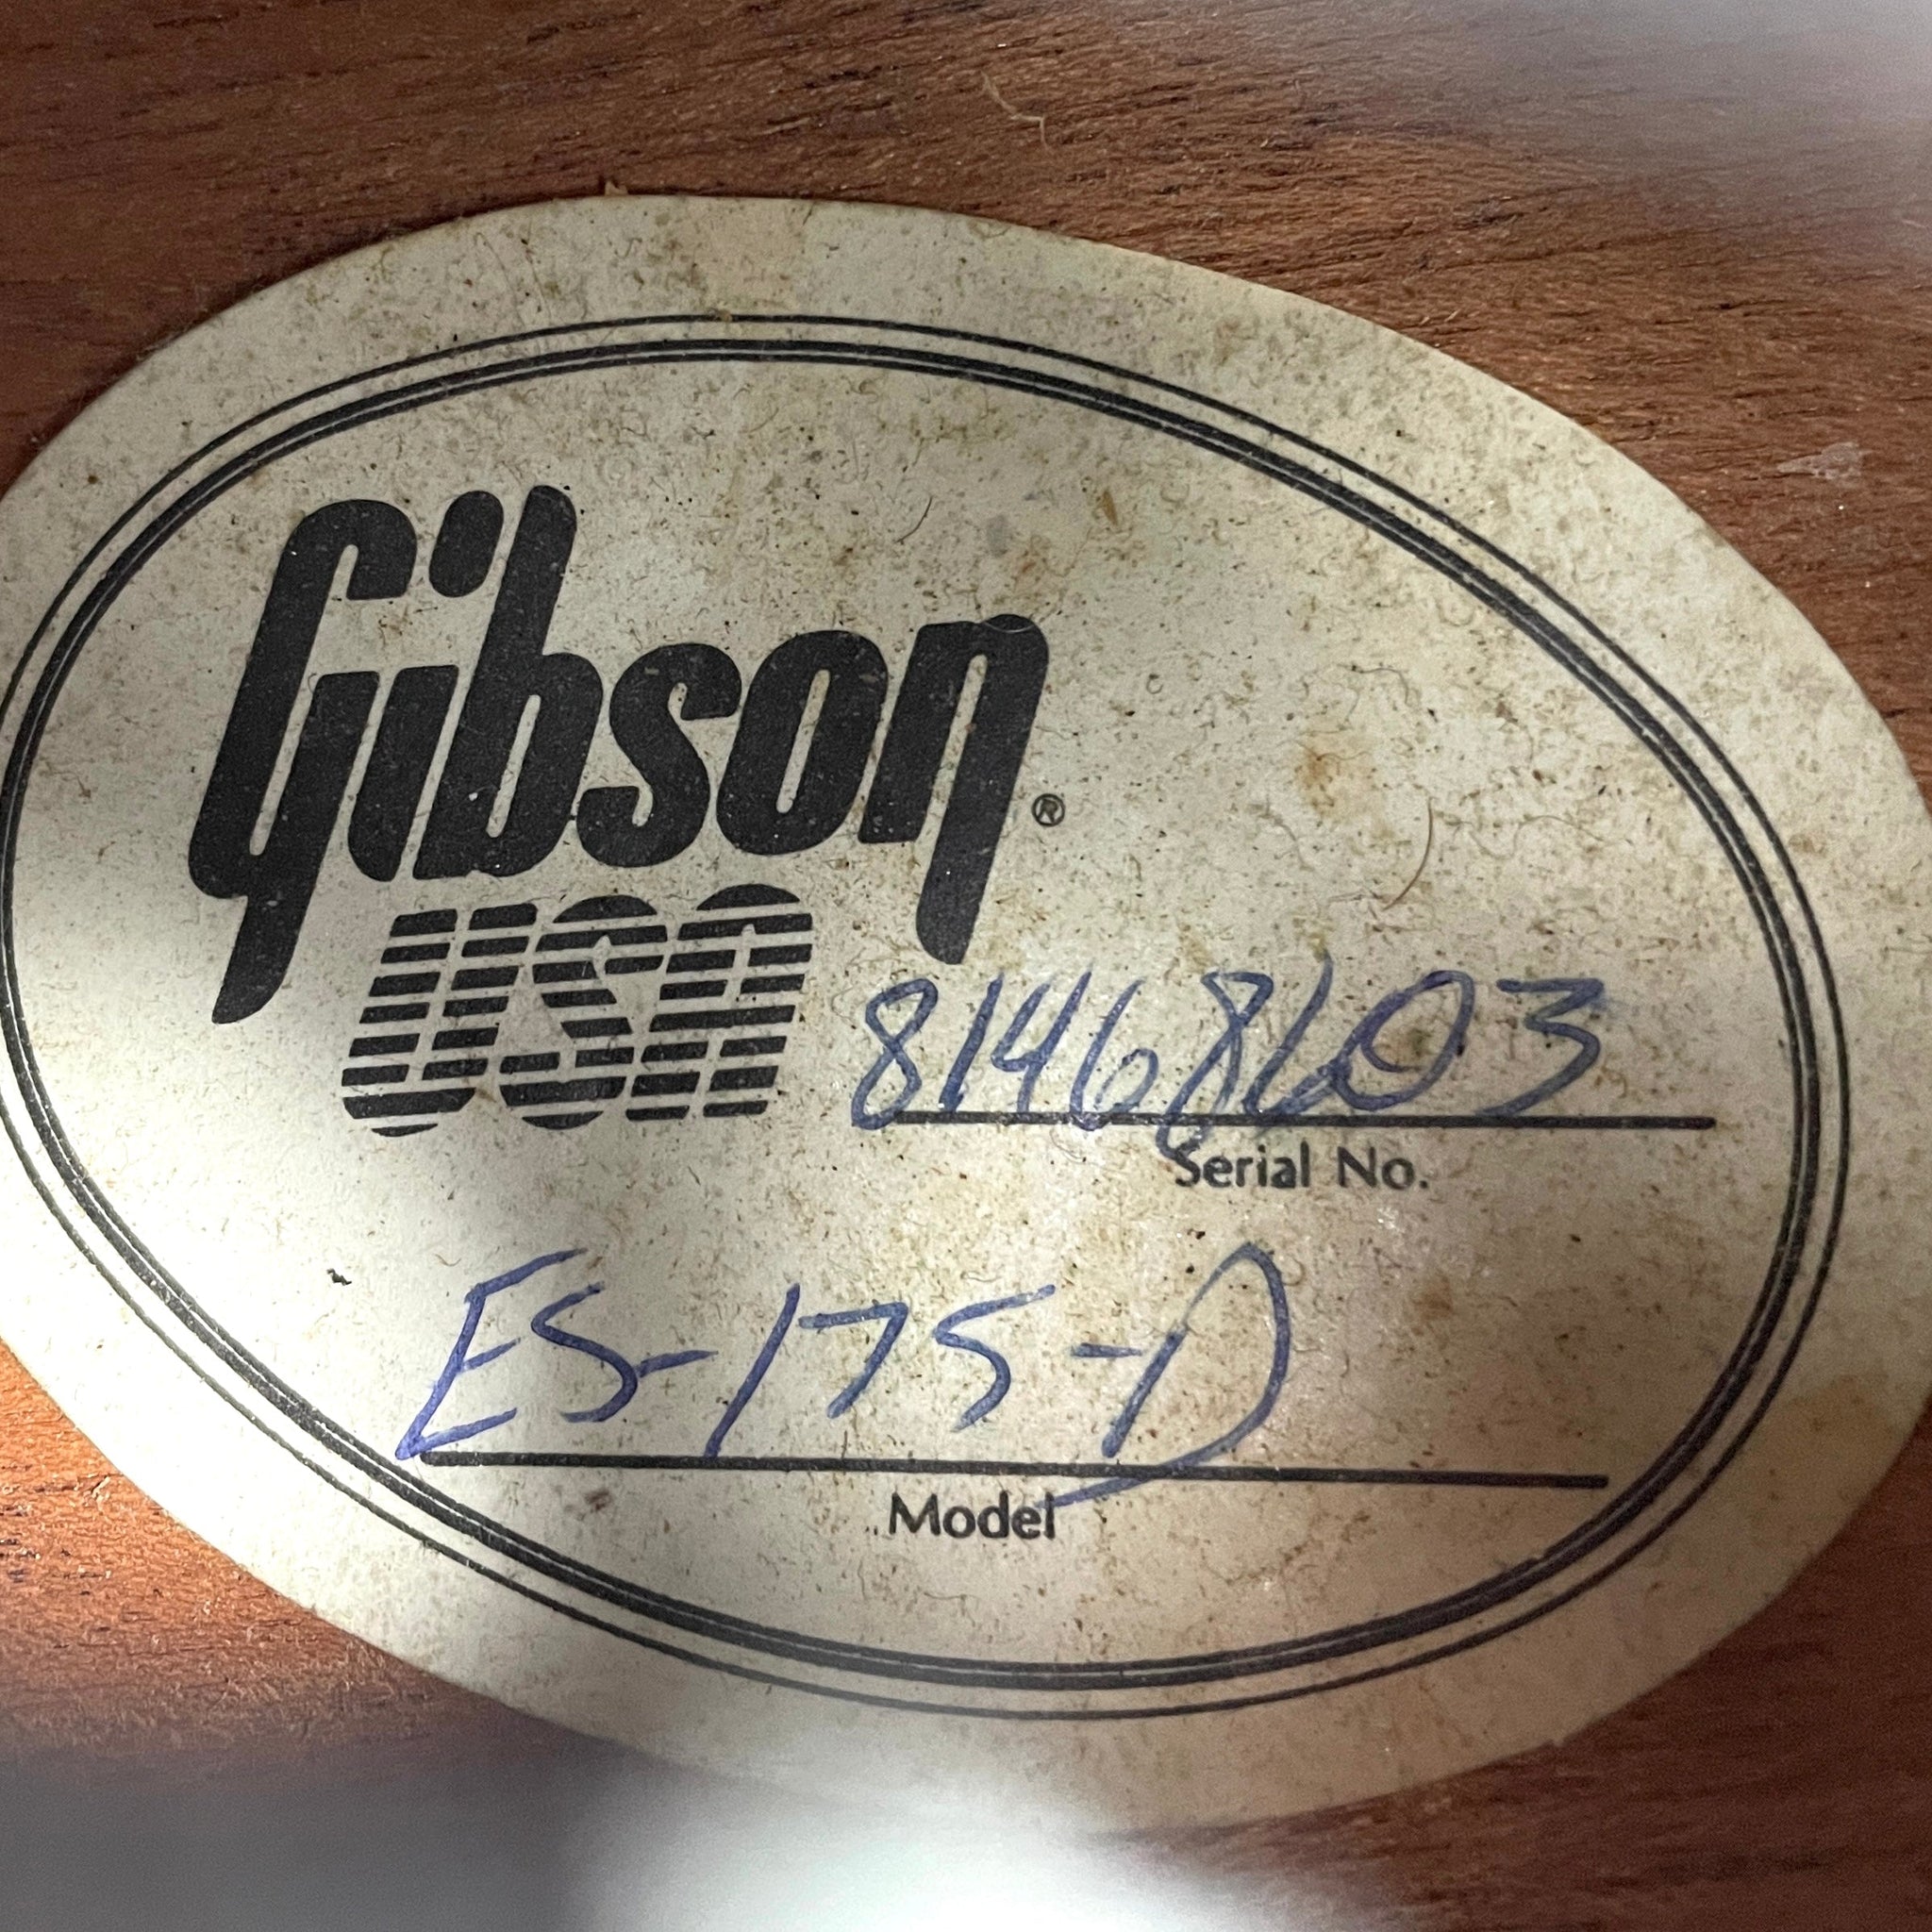 Gibson®
USA
81468603
Serial No.
ES-175-D
Model